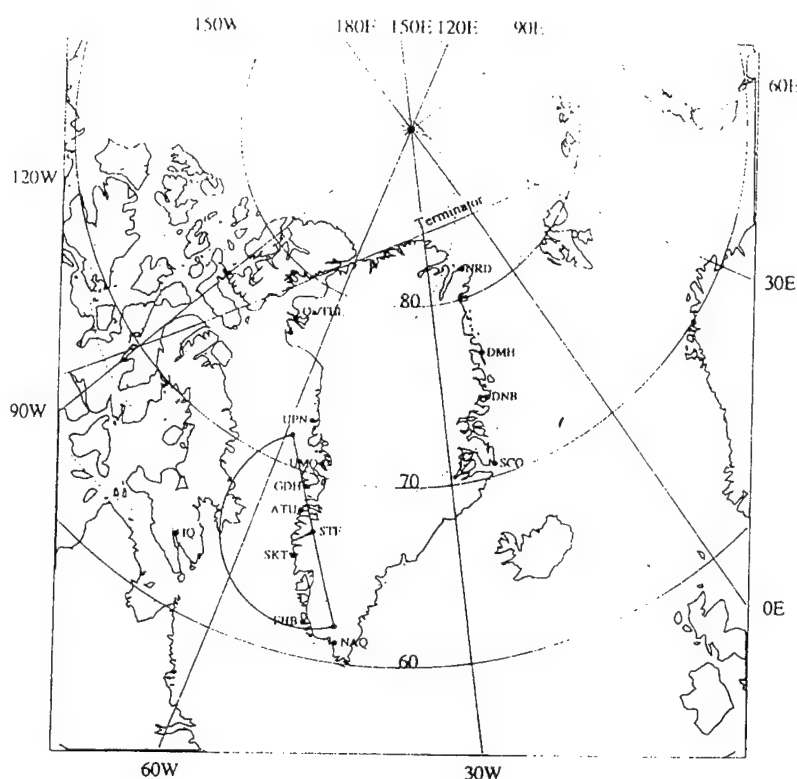 150W 180E 150E 120E 90E
60E
120W
Terminator
NRD
30E
80
DMH
DNB
90W
UPN
UMQ
SCO
70
GDH
ATU
STF
IQ
SKT
FHB
NAQ
0E
60
60W
30W